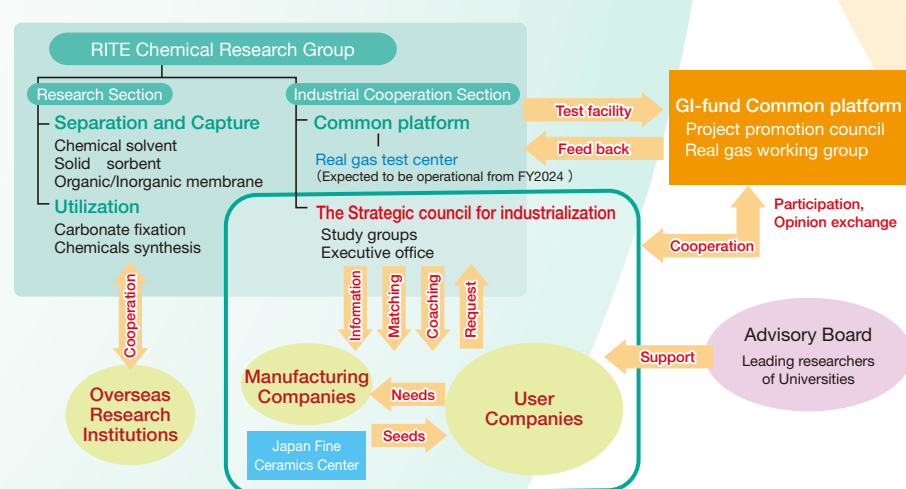 RITE Chemical Research Group
Research Section
Separation and Capture
Chemical solvent
Solid sorbent
Organic/Inorganic membrane
Utilization
Carbonate fixation
Chemicals synthesis
Industrial Cooperation Section
Common platform
Real gas test center
(Expected to be operational from FY2024 )
The Strategic council for industrialization
Study groups
Executive office
Test facility
Feed back
GI-fund Common platform
Project promotion council
Real gas working group
Participation,
Opinion exchange
Cooperation
Cooperation
Information
Matching
Coaching
Request
Overseas
Research
Institutions
Manufacturing
Companies
Needs
Seeds
User
Companies
Japan Fine
Ceramics Center
Support
Advisory Board
Leading researchers
of Universities